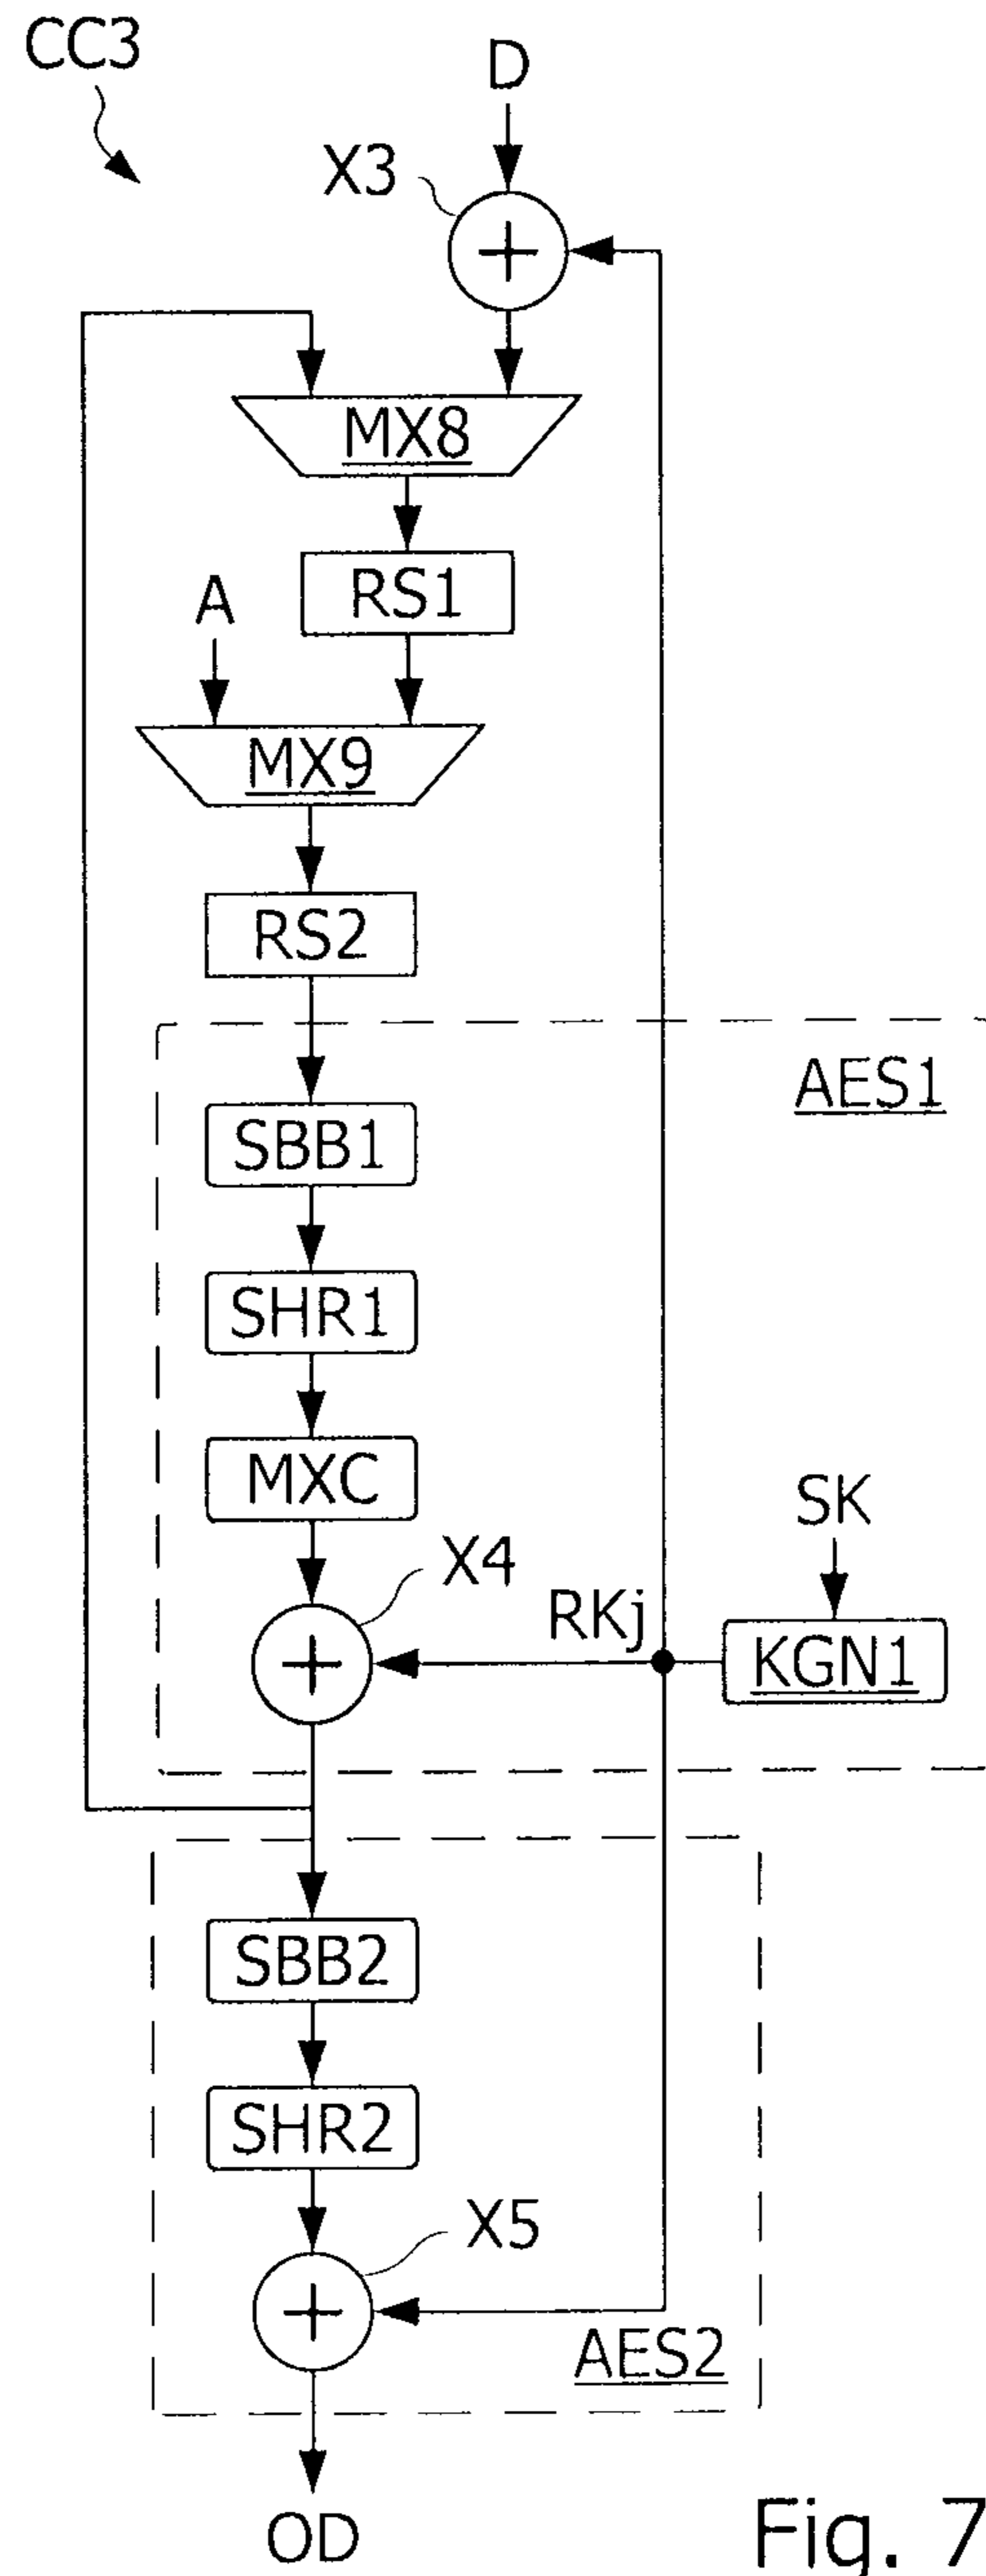 CC3
D
X3
MX8
RS1
A
MX9
RS2
AES1
SBB1
SHR1
MXC
SK
X4
RKj
KGN1
SBB2
SHR2
X5
AES2
OD
Fig. 7